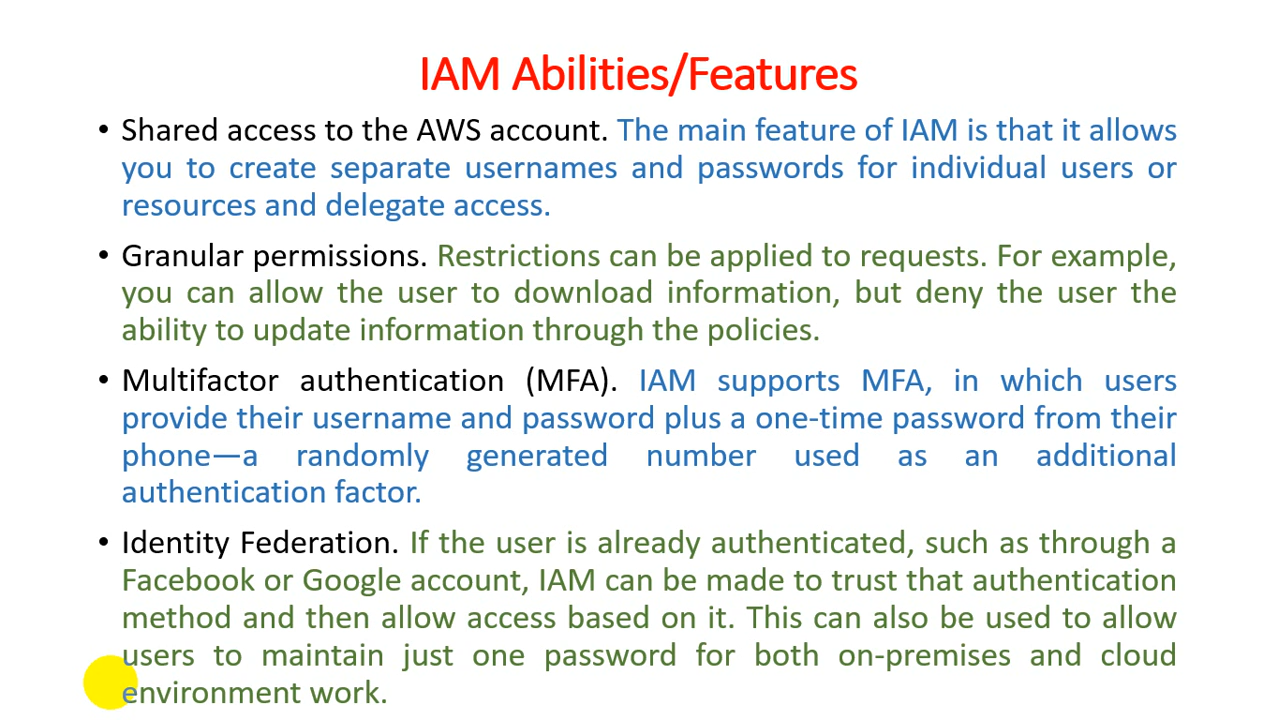 IAM Abilities/Features
• Shared access to the AWS account. The main feature of IAM is that it allows
you to create separate usernames and passwords for individual users or
resources and delegate access.
• Granular permissions. Restrictions can be applied to requests. For example,
you can allow the user to download information, but deny the user the
ability to update information through the policies.
• Multifactor authentication (MFA). IAM supports MFA, in which users
provide their username and password plus a one-time password from their
phone—a randomly generated number used as an additional
authentication factor.
• Identity Federation. If the user is already authenticated, such as through a
Facebook or Google account, IAM can be made to trust that authentication
method and then allow access based on it. This can also be used to allow
users to maintain just one password for both on-premises and cloud
environment work.